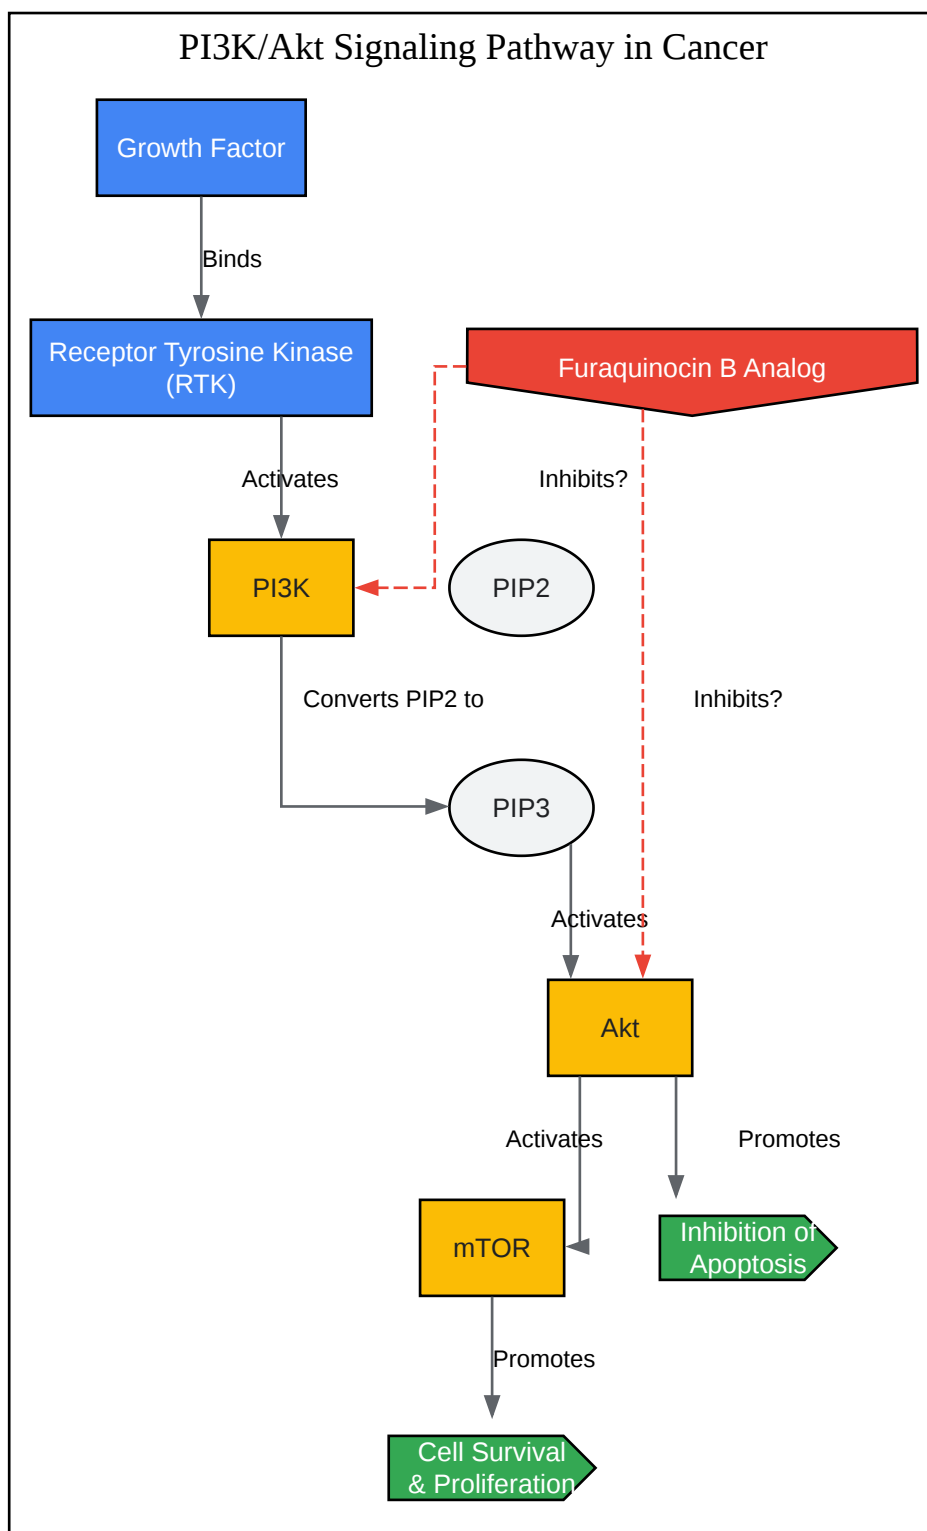 PI3K/Akt Signaling Pathway in Cancer
Growth Factor
Binds
Receptor Tyrosine Kinase
(RTK)
Furaquinocin B Analog
Activates
Inhibits?
PI3K
PIP2
Converts PIP2 to
Inhibits?
PIP3
Activates
Akt
Activates
Promotes
mTOR
Inhibition of
Apoptosis
Promotes
Cell Survival
& Proliferation